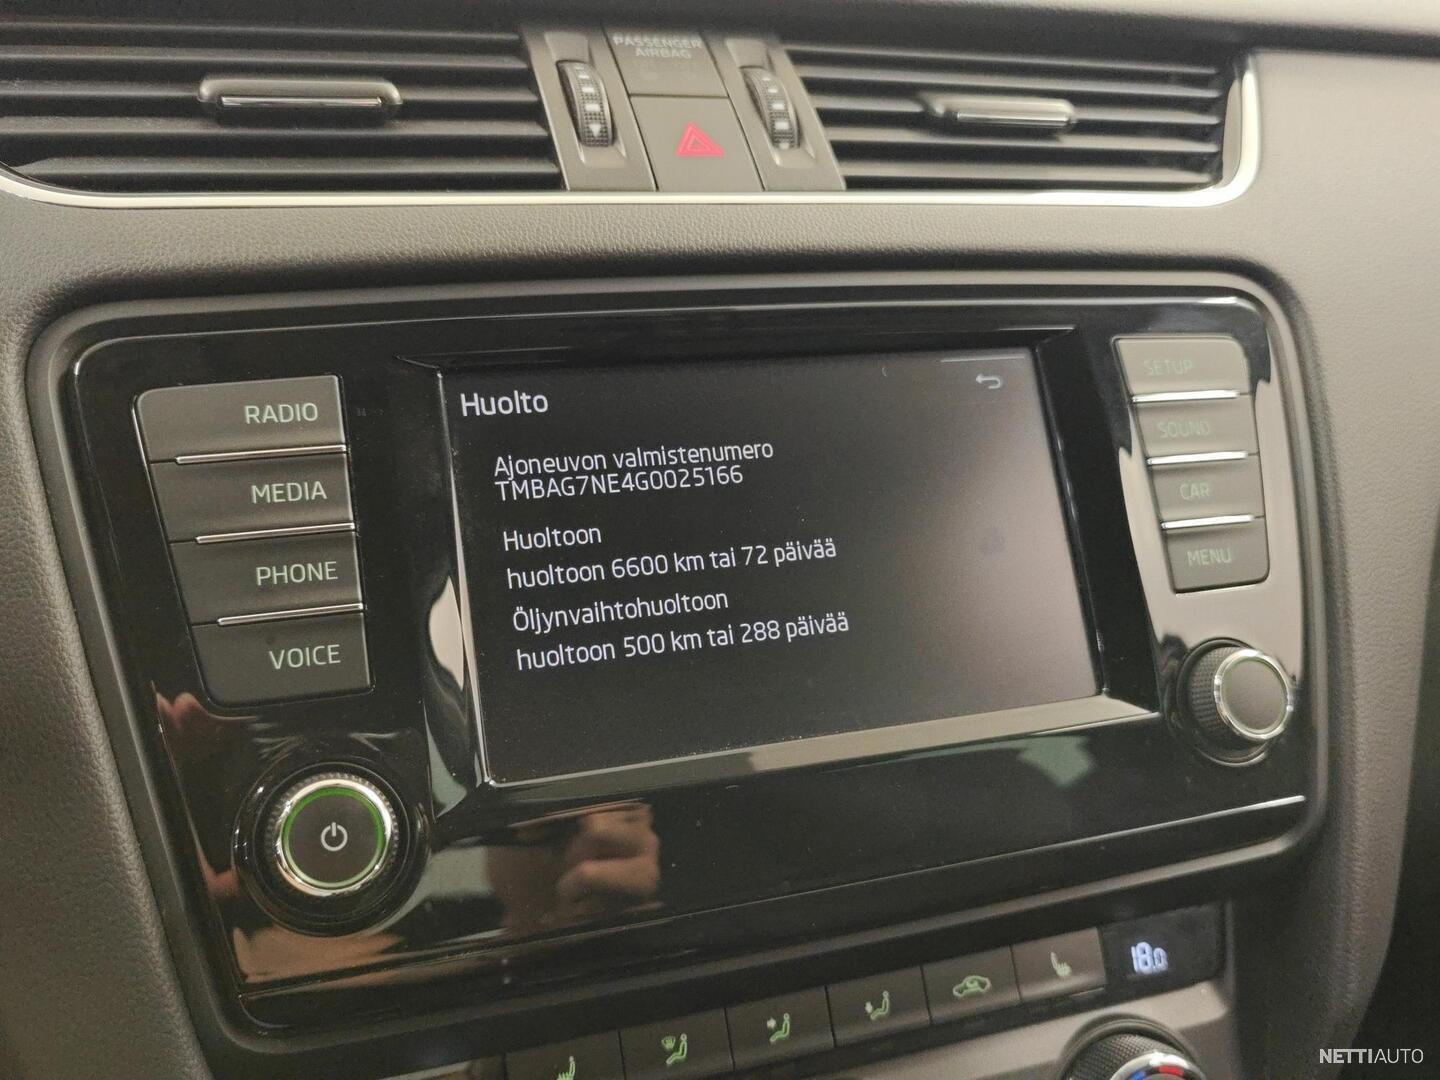 PASSENGER
AIRBAG
RADIO
MEDIA
PHONE
VOICE
Huolto
Ajoneuvon valmistenumero
TMBAG7NE4G0025166
Huoltoon
huoltoon 6600 km tai 72 päivää
Öljynvaihtohuoltoon
huoltoon 500 km tai 288 päivää
SETUP
SOUND
CAR
MENU
18.0
NETTIAUTO